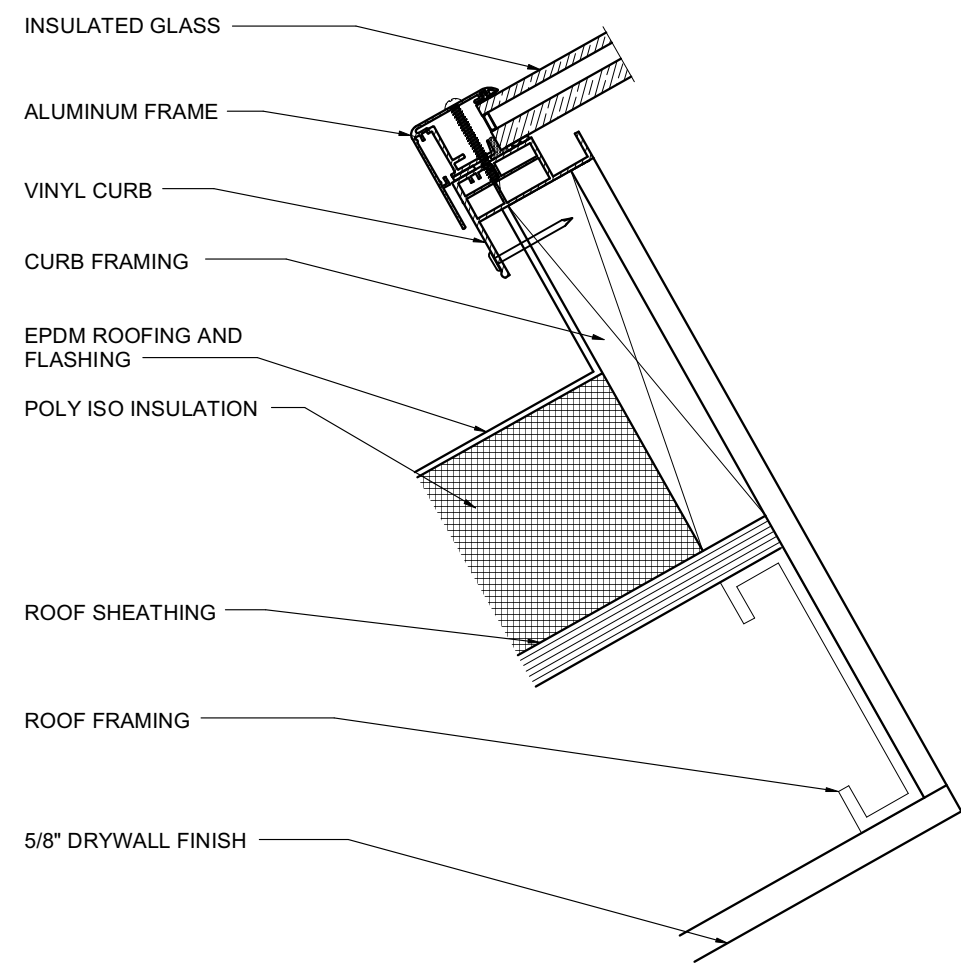 INSULATED GLASS
ALUMINUM FRAME
VINYL CURB
CURB FRAMING
EPDM ROOFING AND
FLASHING
POLY ISO INSULATION
ROOF SHEATHING
ROOF FRAMING
5/8" DRYWALL FINISH